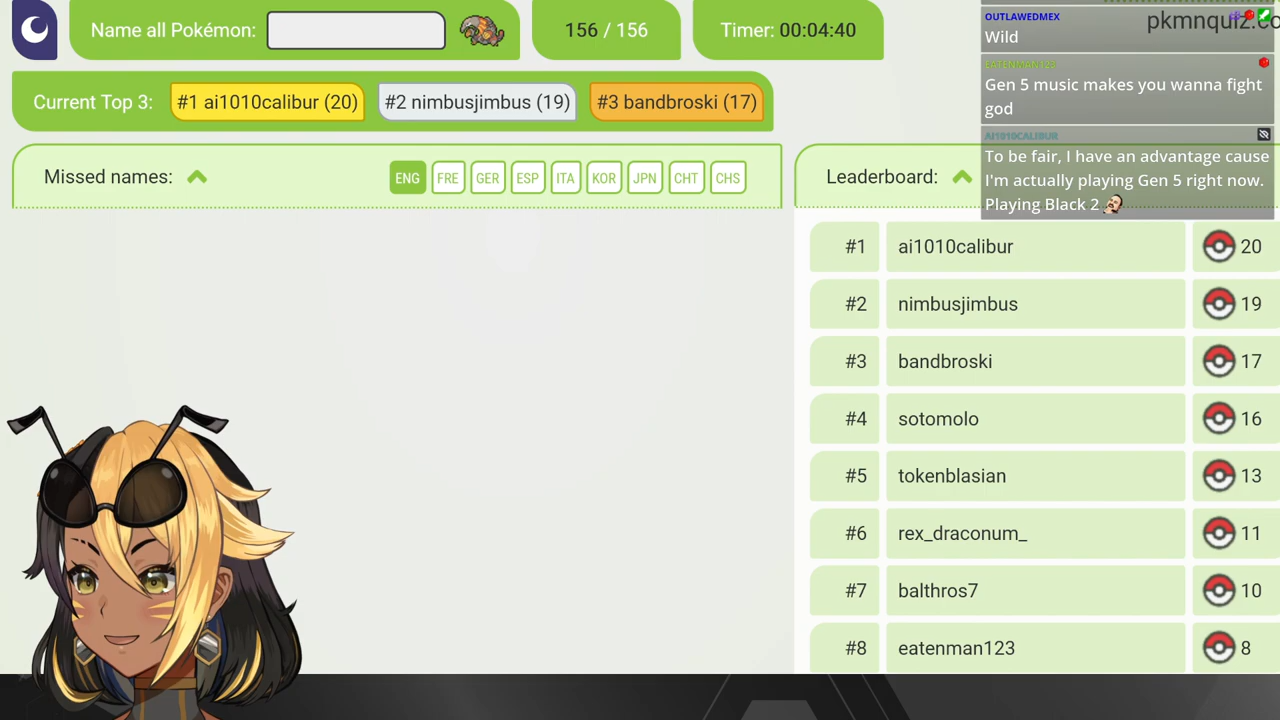 Name all Pokémon:
156 / 156
Timer: 00:04:40
Current Top 3:
#1 ai1010calibur (20)
#2 nimbusjimbus (19)
#3 bandbroski (17)
Missed names:
ENG
FRE
GER
ESP
ITA
KOR
JPN
CHT
CHS
Leaderboard:
#1 ai1010calibur 20
#2 nimbusjimbus 19
#3 bandbroski 17
#4 sotomolo 16
#5 tokenblasian 13
#6 rex_draconum_ 11
#7 balthros7 10
#8 eatenman123 8
OUTLAWEDMEX
Wild
EATENMAN123
Gen 5 music makes you wanna fight
god
AI1010CALIBUR
To be fair, I have an advantage cause
I'm actually playing Gen 5 right now.
Playing Black 2